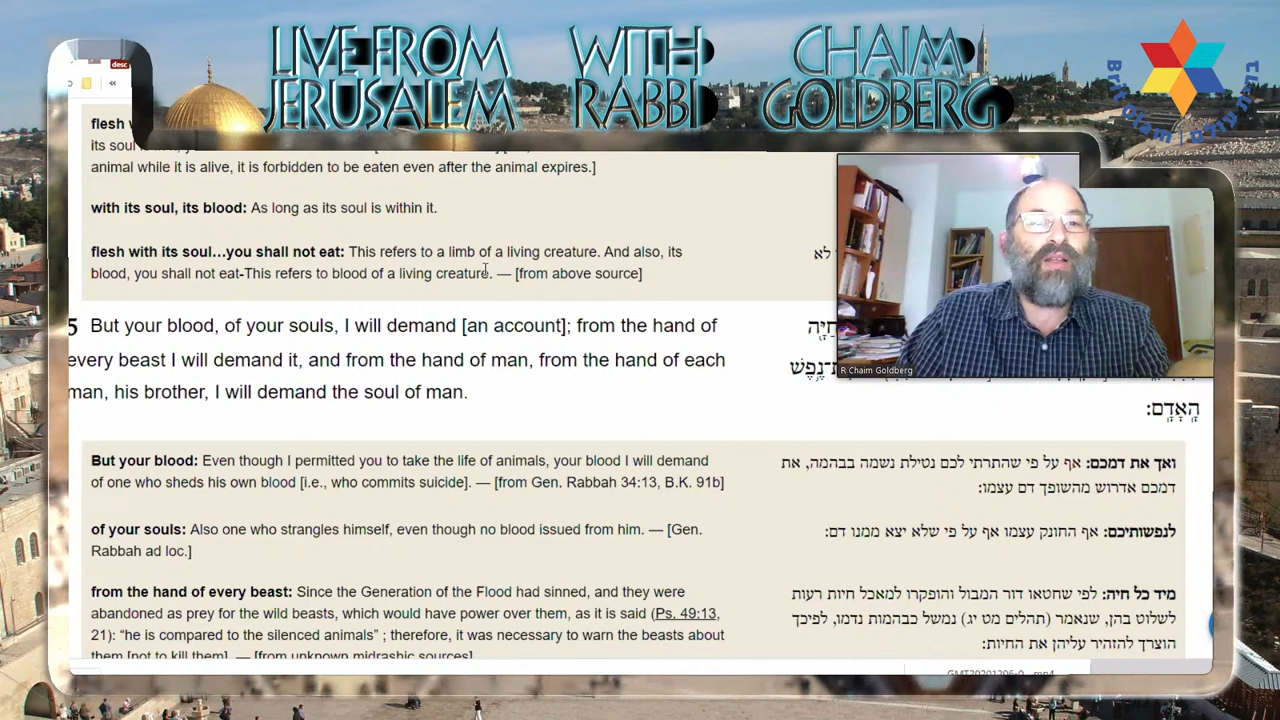 LIVE FROM WITH CHAIM
JERUSALEM RABBI GOLDBERG
Brit Olam | ברית עולם
desc
«
flesh
its soul
animal while it is alive, it is forbidden to be eaten even after the animal expires.]
with its soul, its blood: As long as its soul is within it.
flesh with its soul…you shall not eat: This refers to a limb of a living creature. And also, its
blood, you shall not eat-This refers to blood of a living creature. — [from above source]
לא
5 But your blood, of your souls, I will demand [an account]; from the hand of
every beast I will demand it, and from the hand of man, from the hand of each
man, his brother, I will demand the soul of man.
חַיָּ֖ה
אֶת־נֶ֥פֶשׁ
הָֽאָדָֽם:
R Chaim Goldberg
But your blood: Even though I permitted you to take the life of animals, your blood I will demand
of one who sheds his own blood [i.e., who commits suicide]. — [from Gen. Rabbah 34:13, B.K. 91b]
ואך את דמכם: אף על פי שהתרתי לכם נטילת נשמה בבהמה, את
דמכם אדרוש מהשופך דם עצמו:
of your souls: Also one who strangles himself, even though no blood issued from him. — [Gen.
Rabbah ad loc.]
לנפשותיכם: אף החונק עצמו אף על פי שלא יצא ממנו דם:
from the hand of every beast: Since the Generation of the Flood had sinned, and they were
abandoned as prey for the wild beasts, which would have power over them, as it is said (Ps. 49:13,
21): “he is compared to the silenced animals” ; therefore, it was necessary to warn the beasts about
them [not to kill them]. — [from unknown midrashic sources]
מיד כל חיה: לפי שחטאו דור המבול והופקרו למאכל חיות רעות
לשלוט בהן, שנאמר (תהלים מט יג) נמשל כבהמות נדמו, לפיכך
הוצרך להזהיר עליהן את החיות: